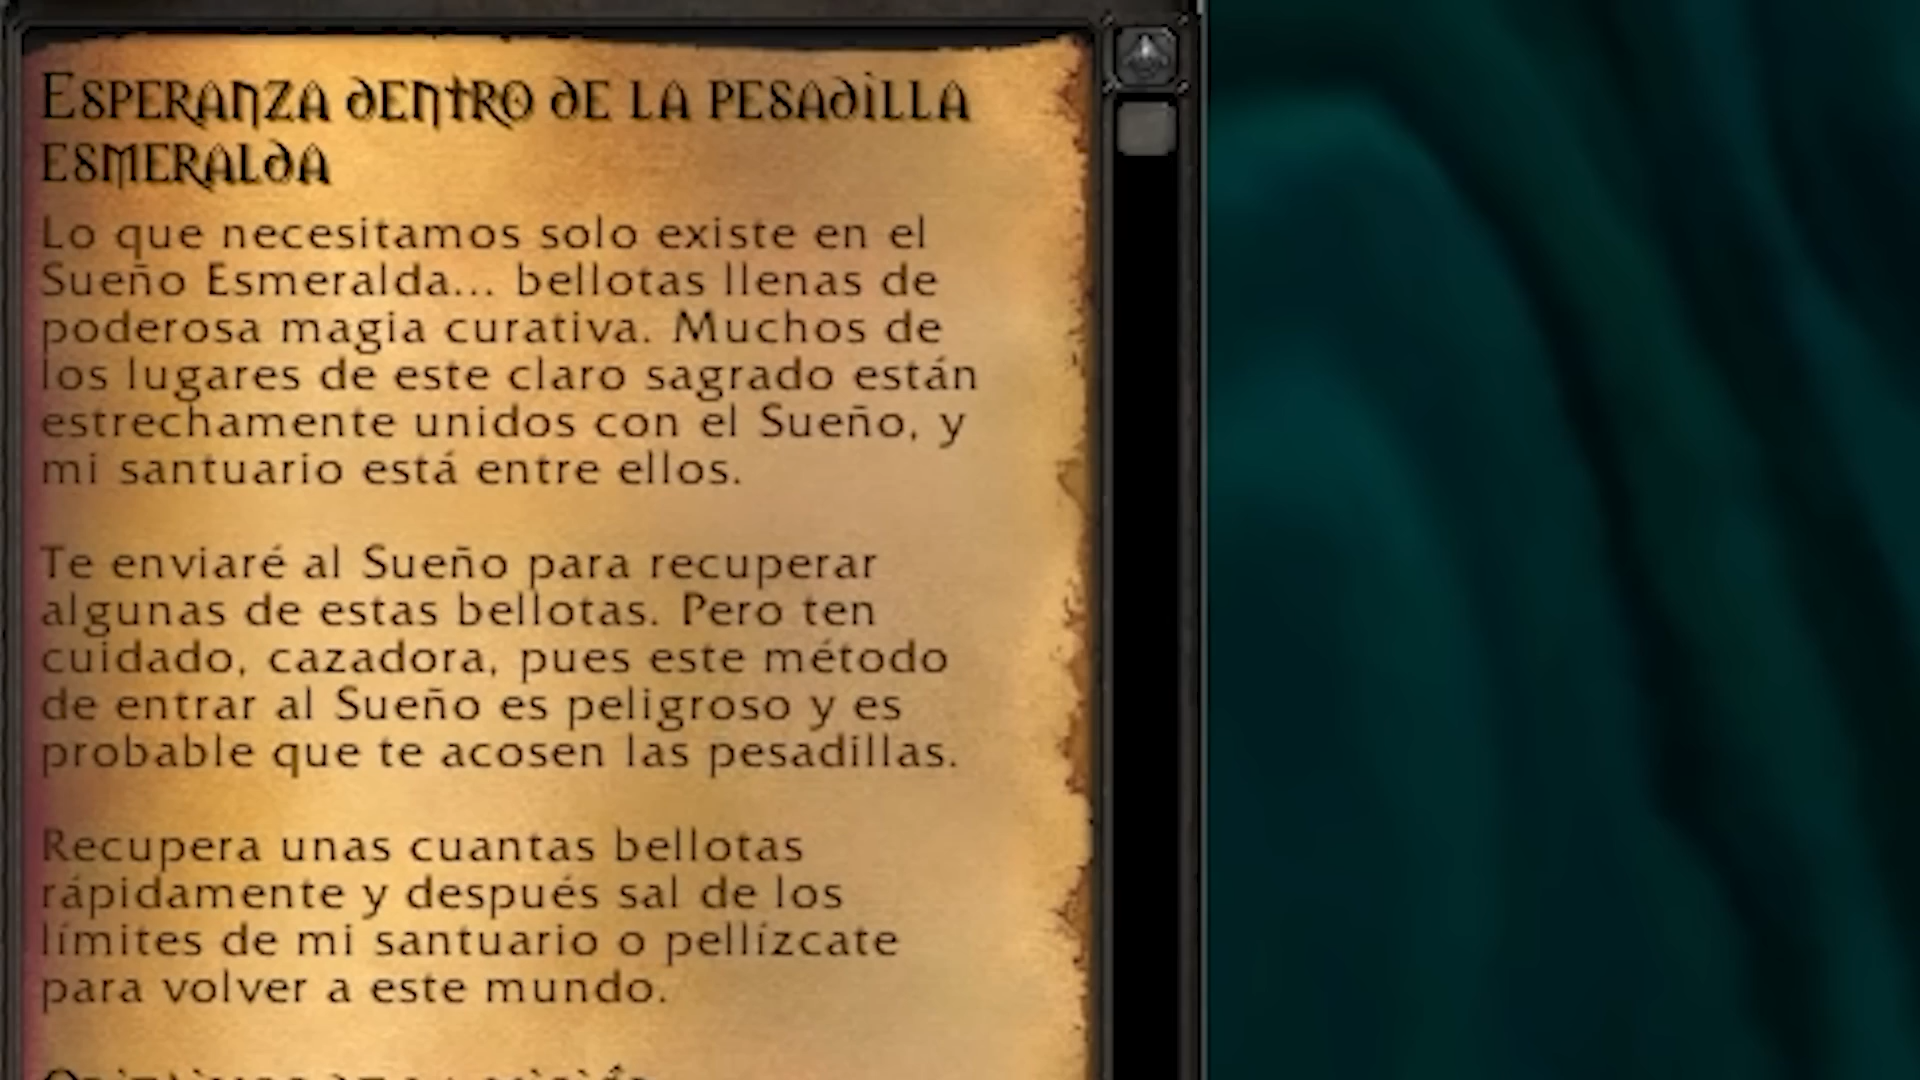 Esperanza dentro de la pesadilla
esmeralda
Lo que necesitamos solo existe en el
Sueño Esmeralda... bellotas llenas de
poderosa magia curativa. Muchos de
los lugares de este claro sagrado están
estrechamente unidos con el Sueño, y
mi santuario está entre ellos.
Te enviaré al Sueño para recuperar
algunas de estas bellotas. Pero ten
cuidado, cazadora, pues este método
de entrar al Sueño es peligroso y es
probable que te acosen las pesadillas.
Recupera unas cuantas bellotas
rápidamente y después sal de los
límites de mi santuario o pellízcate
para volver a este mundo.